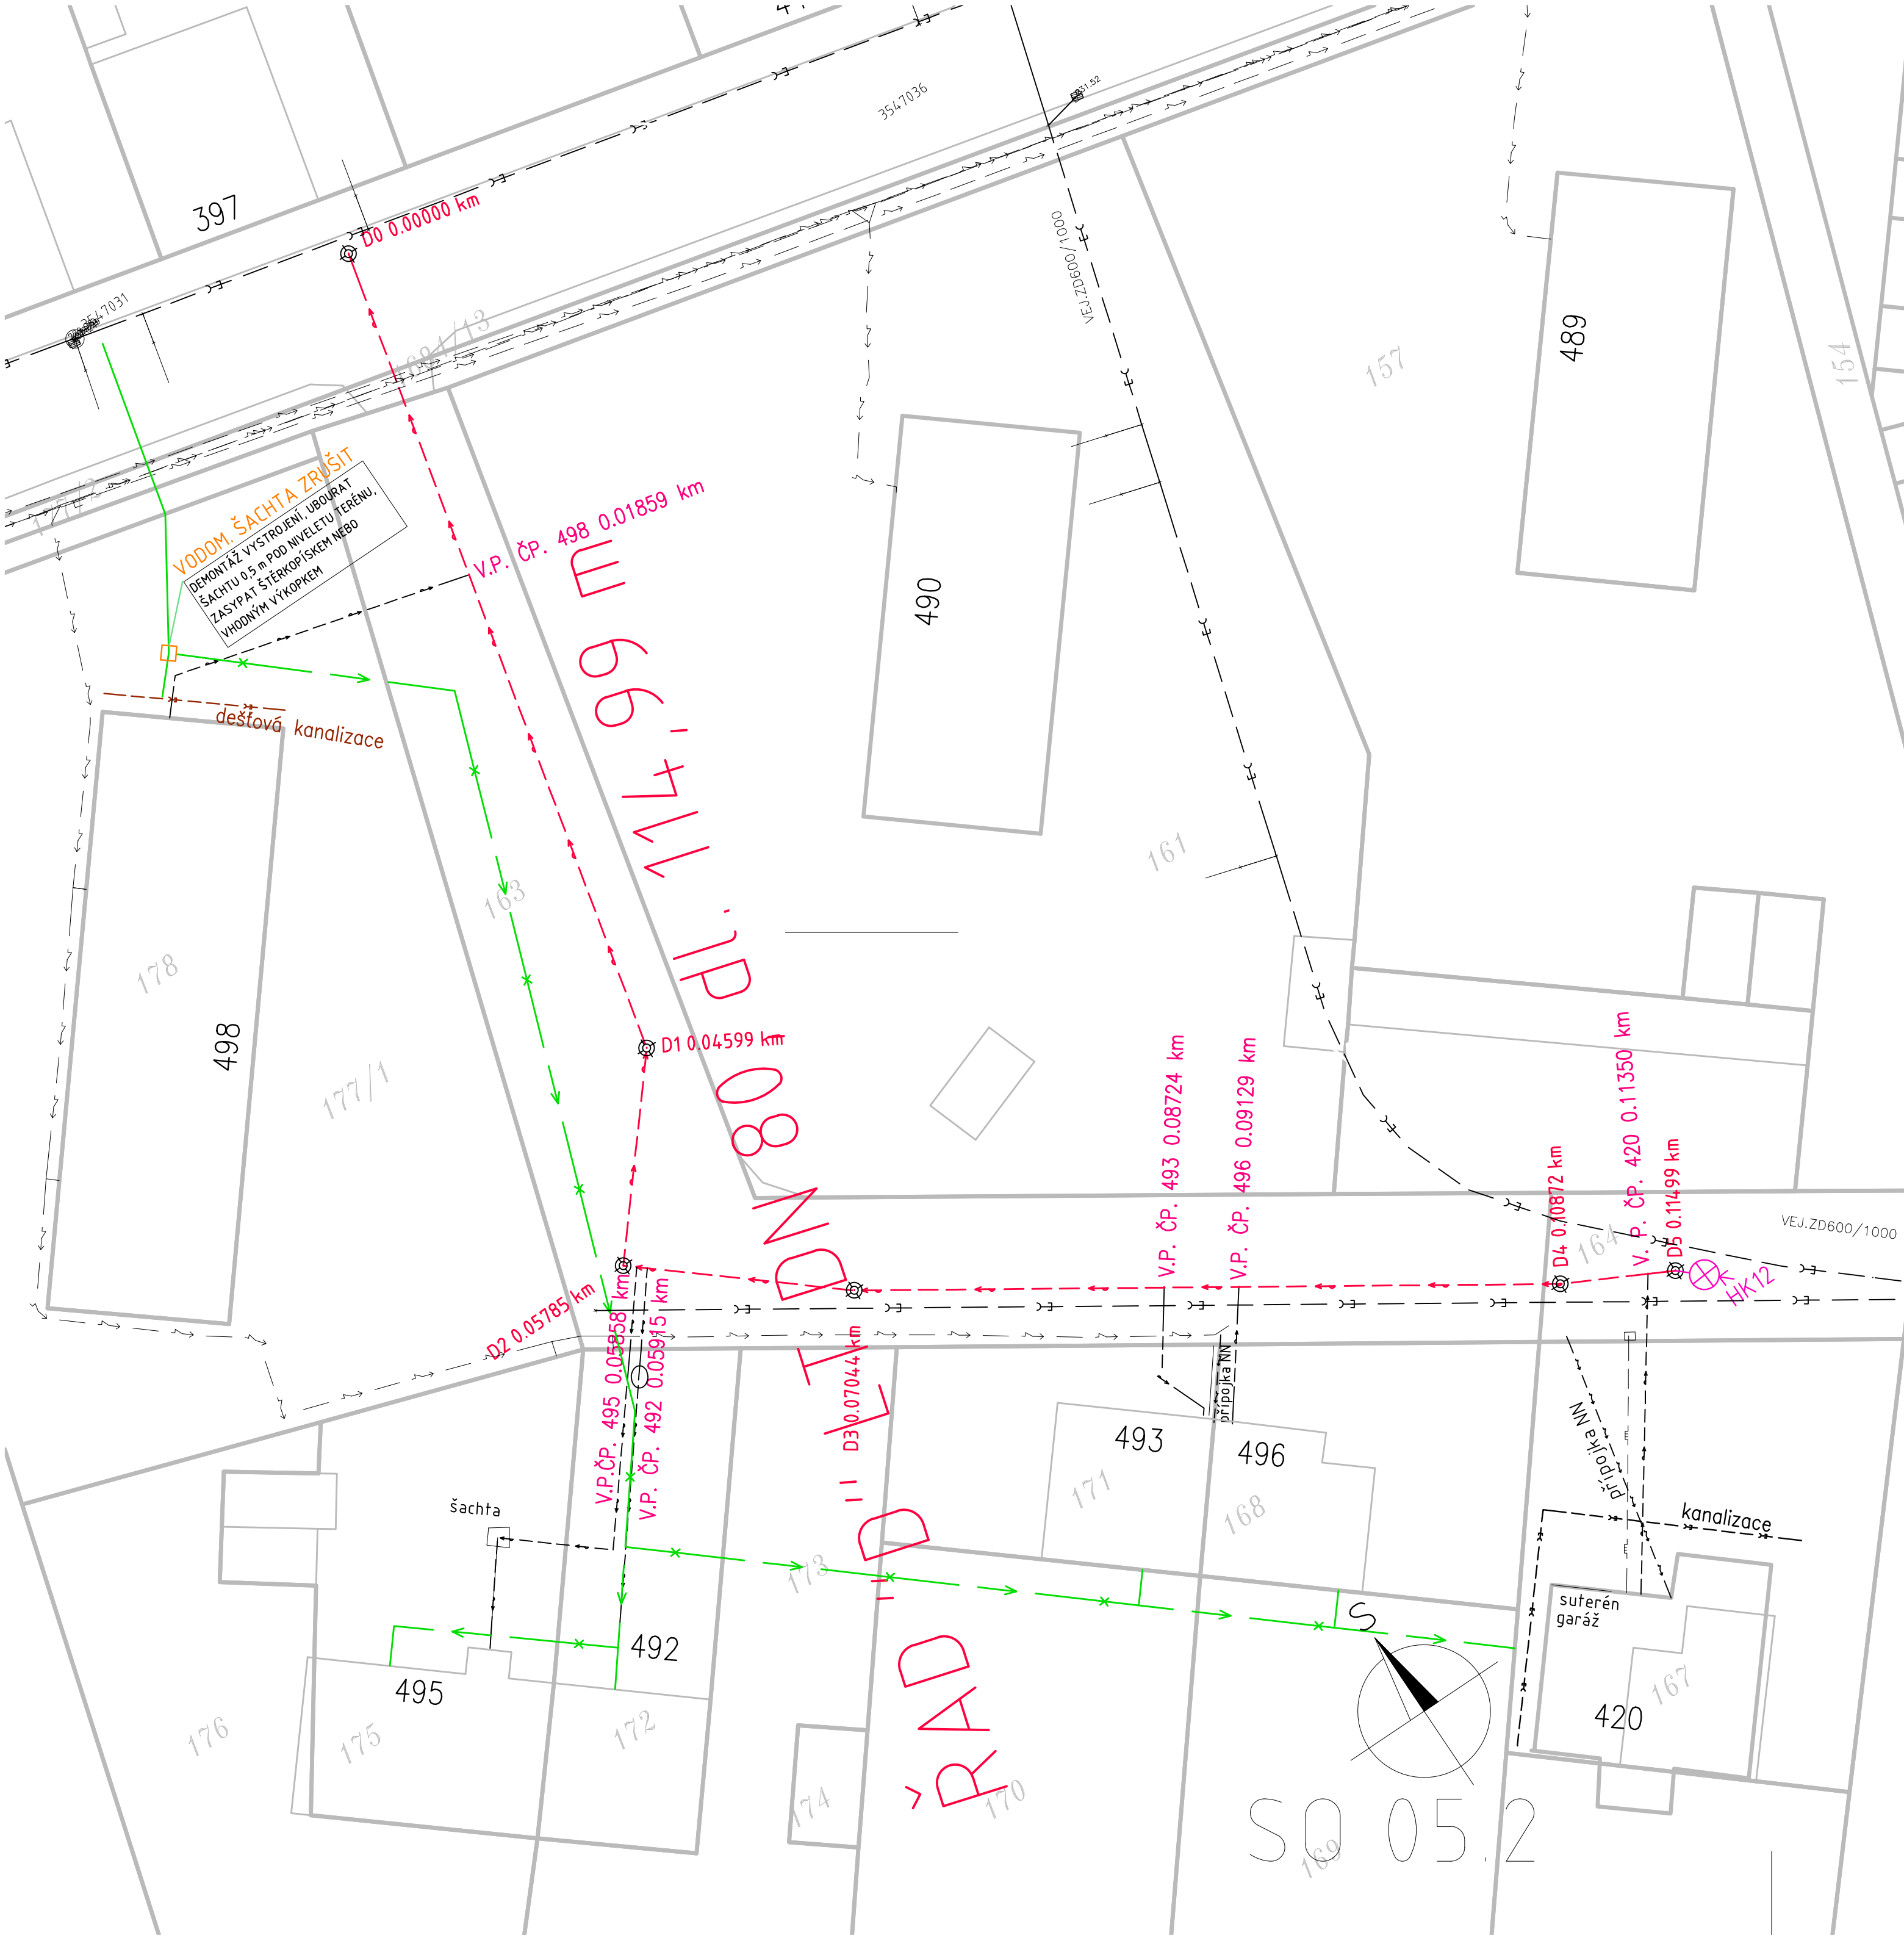 397
3547036
3547031
31.52
D0 0.00000 km
VEJ.ZD600/1000
489
154
157
VODOM. ŠACHTA ZRUŠIT
DEMONTÁŽ VYSTROJENÍ, UBOURAT
ŠACHTU 0,5 m POD NIVELETU TERÉNU,
ZASYPAT ŠTĚRKOPÍSKEM NEBO
VHODNÝM VÝKOPKEM
V.P. ČP. 498 0.01859 km
490
dešťová kanalizace
161
163
178
498
177/1
D1 0.04599 km
ŘAD "D" LTDN 80 dl. 114,99 m
V.P. ČP. 493 0.08724 km
V.P. ČP. 496 0.09129 km
D4 0.10872 km
V. P. ČP. 420 0.11350 km
D5 0.11499 km
164
VEJ.ZD600/1000
HK12
D2 0.05785 km
V.P.ČP. 495 0.05858 km
V.P. ČP. 492 0.05915 km
D3 0.07044 km
přípojka NN
493
496
171
168
přípojka NN
kanalizace
šachta
173
suterén
garáž
S
492
495
167
420
176
175
172
174
170
169
SO 05.2